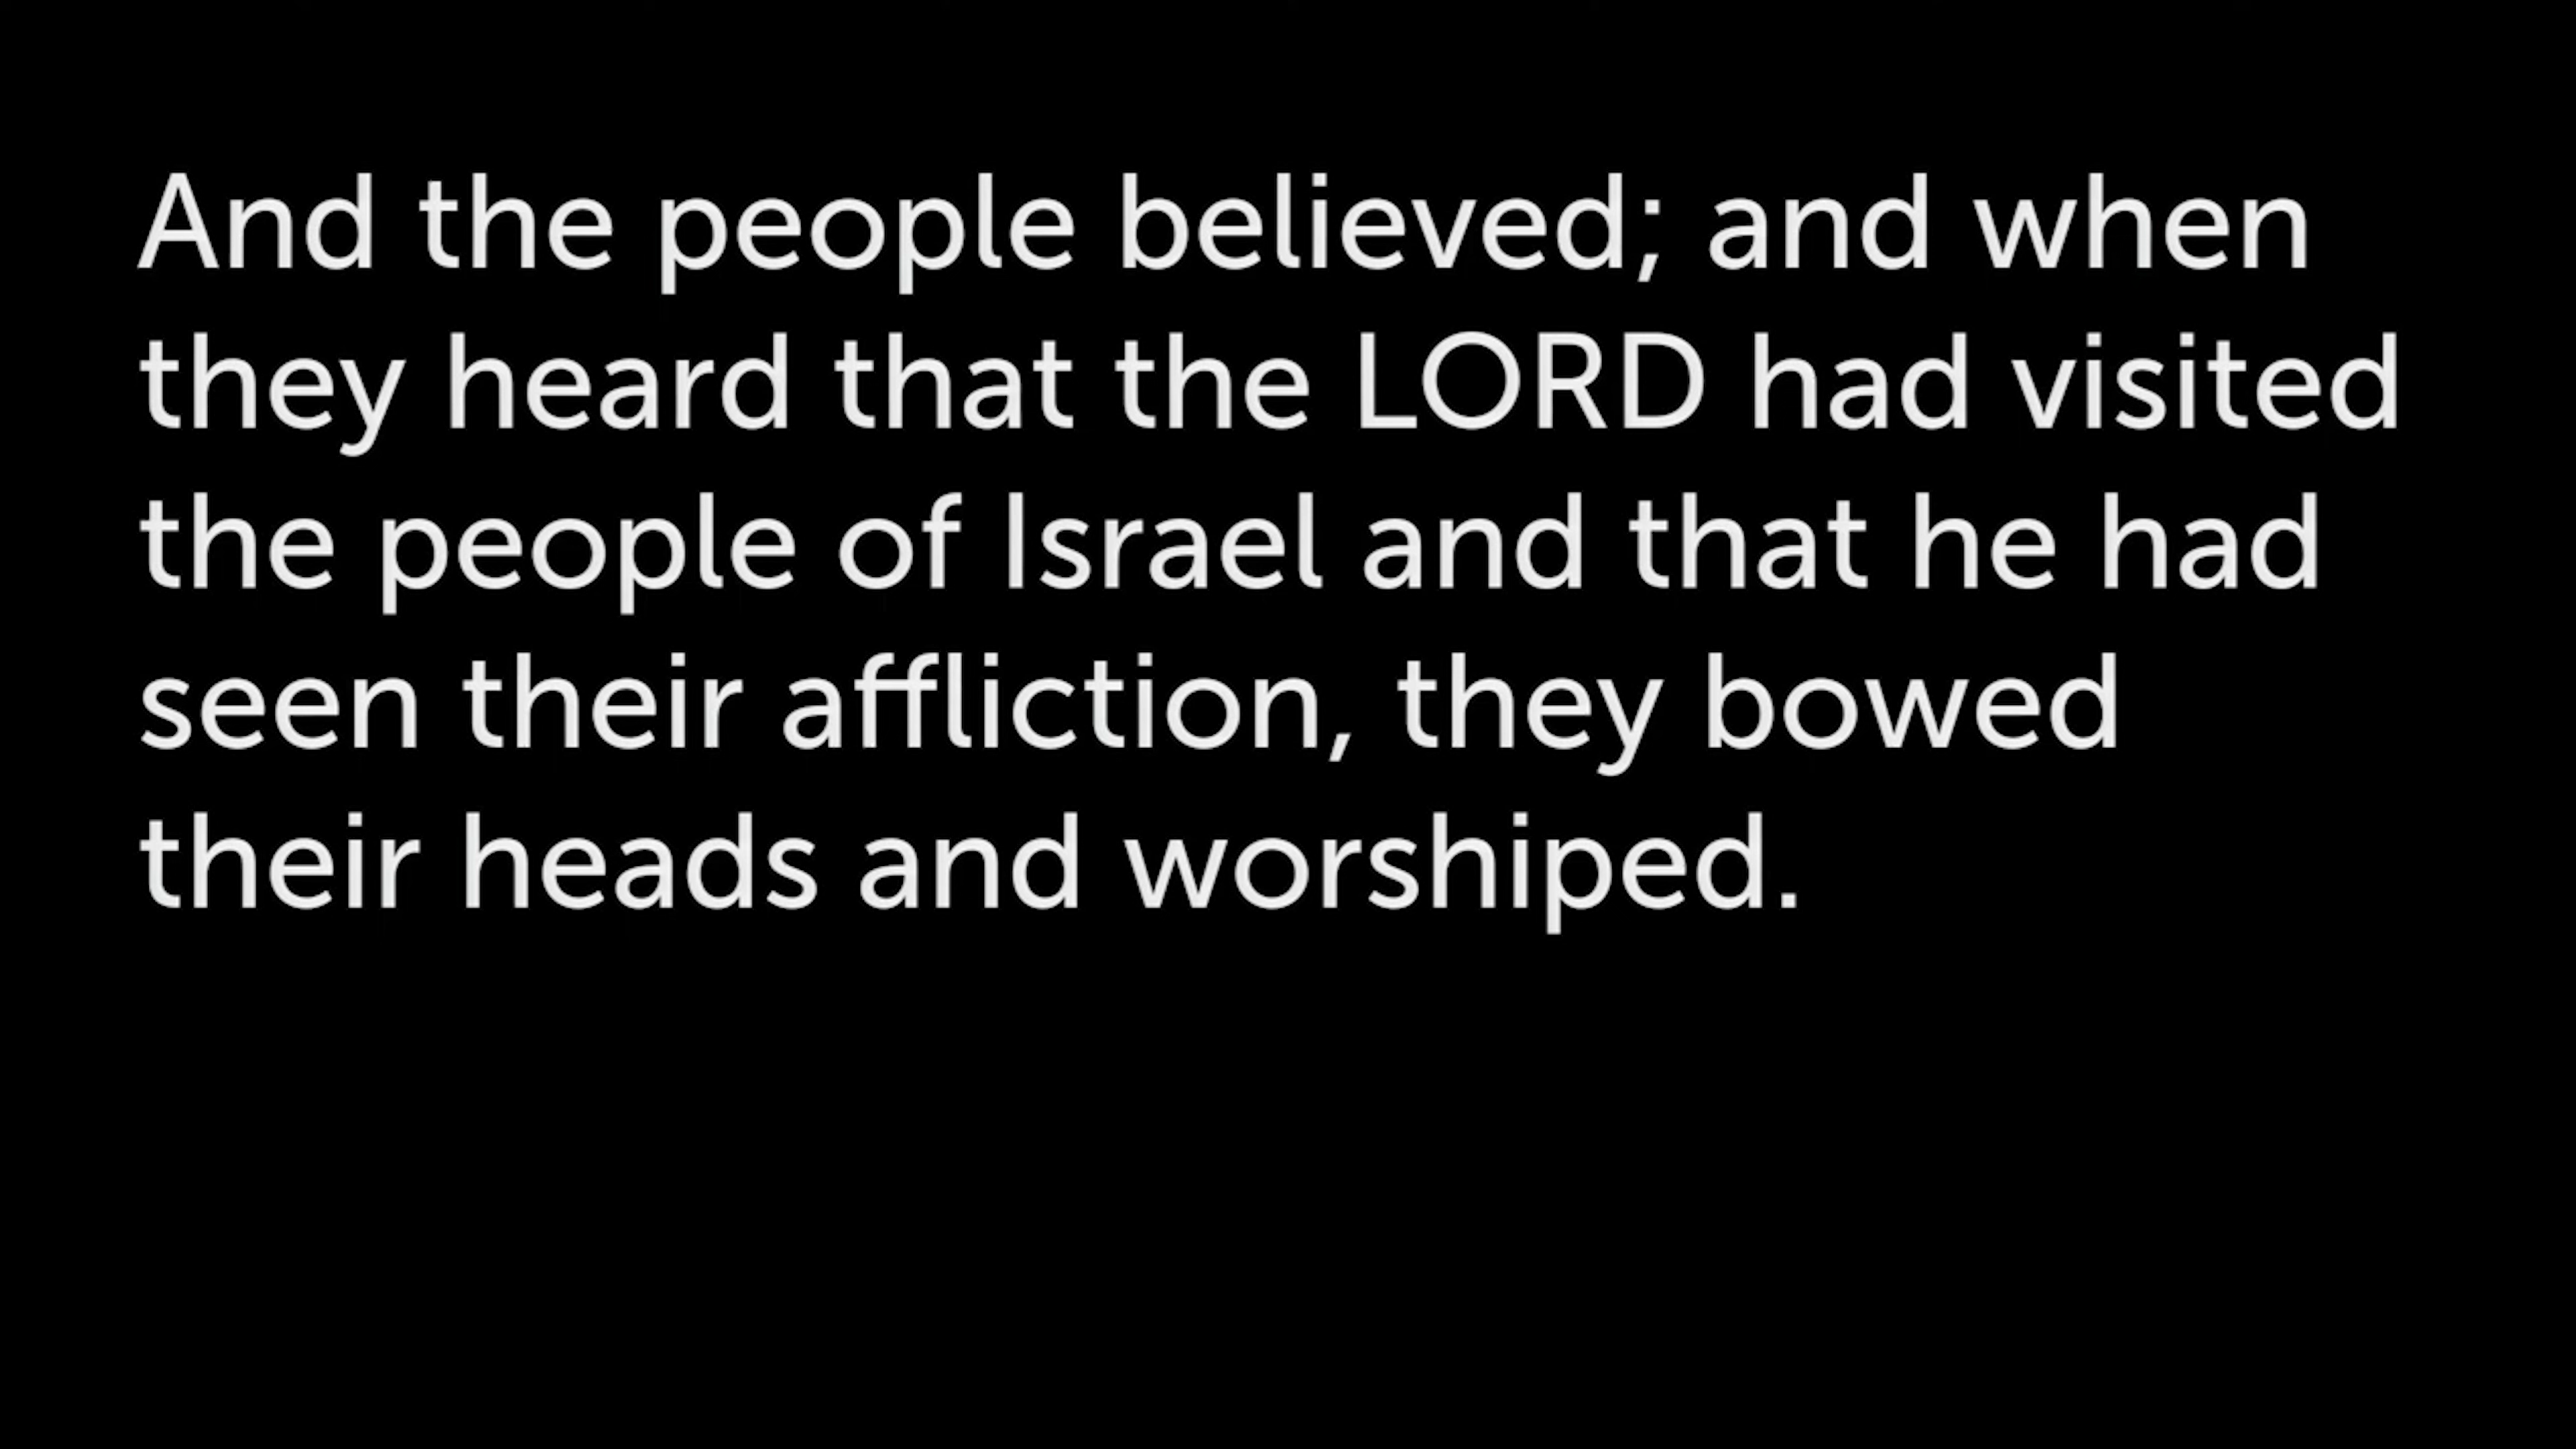 And the people believed; and when
they heard that the LORD had visited
the people of Israel and that he had
seen their affliction, they bowed
their heads and worshiped.